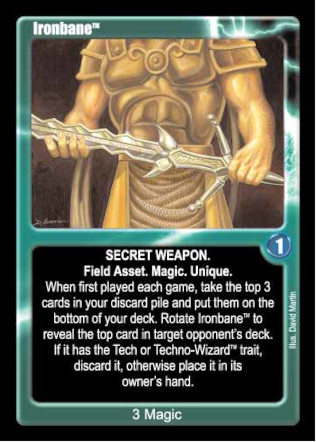 Ironbane™
1
SECRET WEAPON.
Field Asset. Magic. Unique.
When first played each game, take the top 3
cards in your discard pile and put them on the
bottom of your deck. Rotate Ironbane™ to
reveal the top card in target opponent's deck.
If it has the Tech or Techno-Wizard™ trait,
discard it, otherwise place it in its
owner's hand.
Illus. David Martin
3 Magic